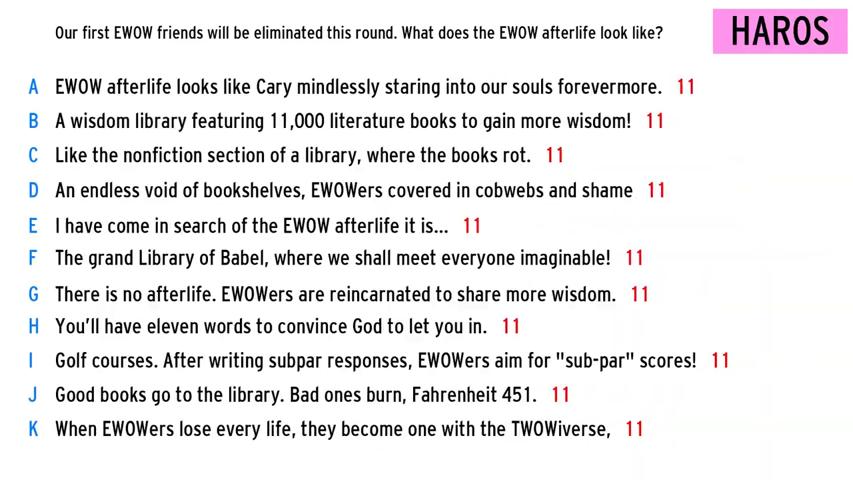 Our first EWOW friends will be eliminated this round. What does the EWOW afterlife look like?
HAROS
A EWOW afterlife looks like Cary mindlessly staring into our souls forevermore. 11
B A wisdom library featuring 11,000 literature books to gain more wisdom! 11
C Like the nonfiction section of a library, where the books rot. 11
D An endless void of bookshelves, EWOWers covered in cobwebs and shame 11
E I have come in search of the EWOW afterlife it is... 11
F The grand Library of Babel, where we shall meet everyone imaginable! 11
G There is no afterlife. EWOWers are reincarnated to share more wisdom. 11
H You'll have eleven words to convince God to let you in. 11
I Golf courses. After writing subpar responses, EWOWers aim for "sub-par" scores! 11
J Good books go to the library. Bad ones burn, Fahrenheit 451. 11
K When EWOWers lose every life, they become one with the TWOWiverse, 11